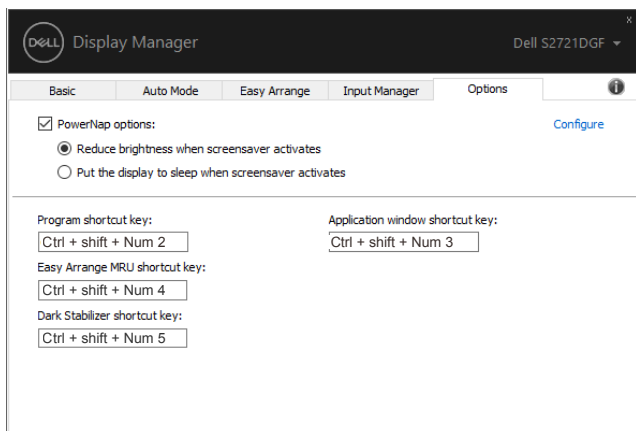 DELL Display Manager
x
Dell S2721DGF
Basic Auto Mode Easy Arrange Input Manager Options
PowerNap options:
Configure
Reduce brightness when screensaver activates
Put the display to sleep when screensaver activates
Program shortcut key:
Application window shortcut key:
Ctrl + shift + Num 2
Ctrl + shift + Num 3
Easy Arrange MRU shortcut key:
Ctrl + shift + Num 4
Dark Stabilizer shortcut key:
Ctrl + shift + Num 5